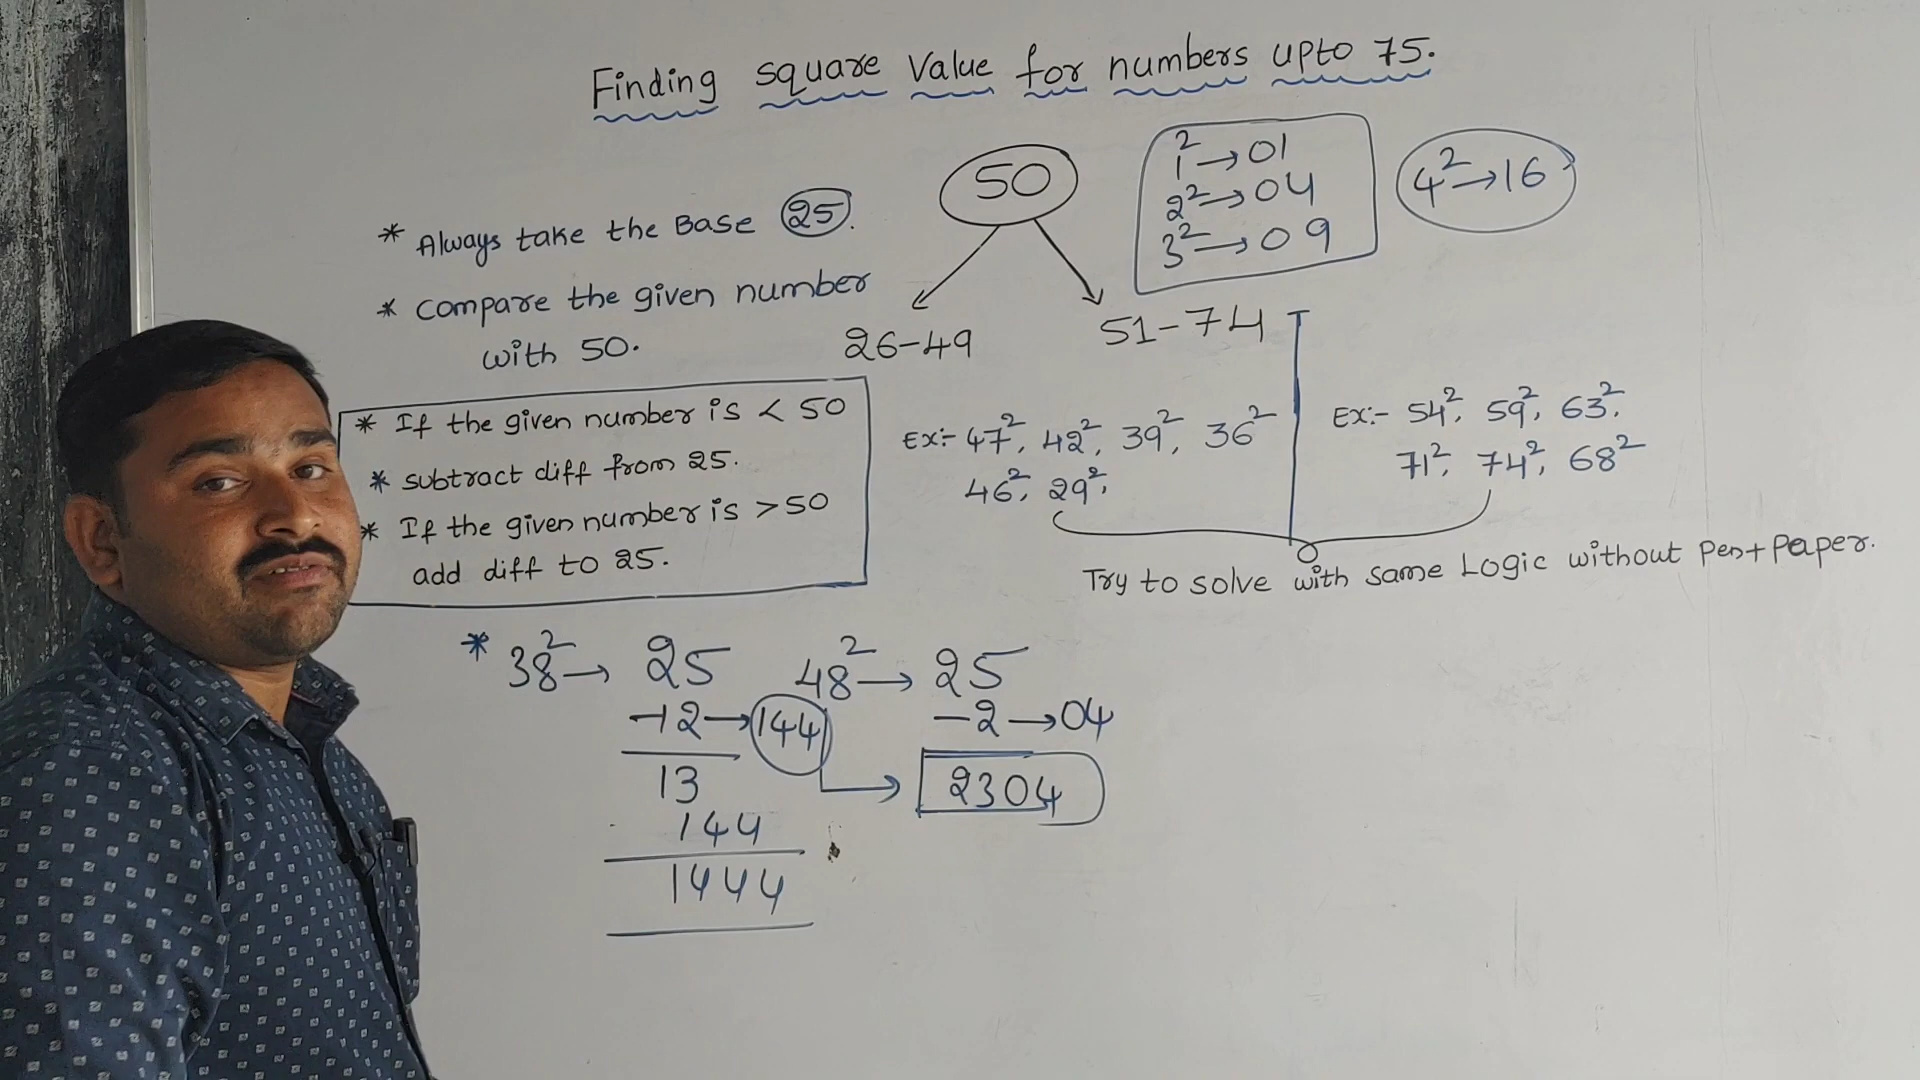 Finding square Value for numbers upto 75.
50
1² → 01
2² → 04
3² → 09
4² → 16
* Always take the Base 25.
* compare the given number
with 50.
26-49
51-74
* If the given number is < 50
* subtract diff from 25.
* If the given number is > 50
add diff to 25.
Ex:- 47², 42², 39², 36²
46², 29²,
Ex:- 54², 59², 63²,
71², 74², 68²
Try to solve with same Logic without Pen+Paper.
* 38² → 25
-12 → 144
13
144
1444
48² → 25
-2 → 04
2304